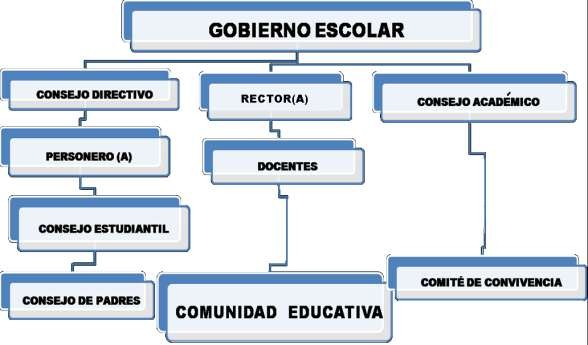 GOBIERNO ESCOLAR
CONSEJO DIRECTIVO
RECTOR(A)
CONSEJO ACADÉMICO
PERSONERO (A)
DOCENTES
CONSEJO ESTUDIANTIL
CONSEJO DE PADRES
COMUNIDAD EDUCATIVA
COMITÉ DE CONVIVENCIA